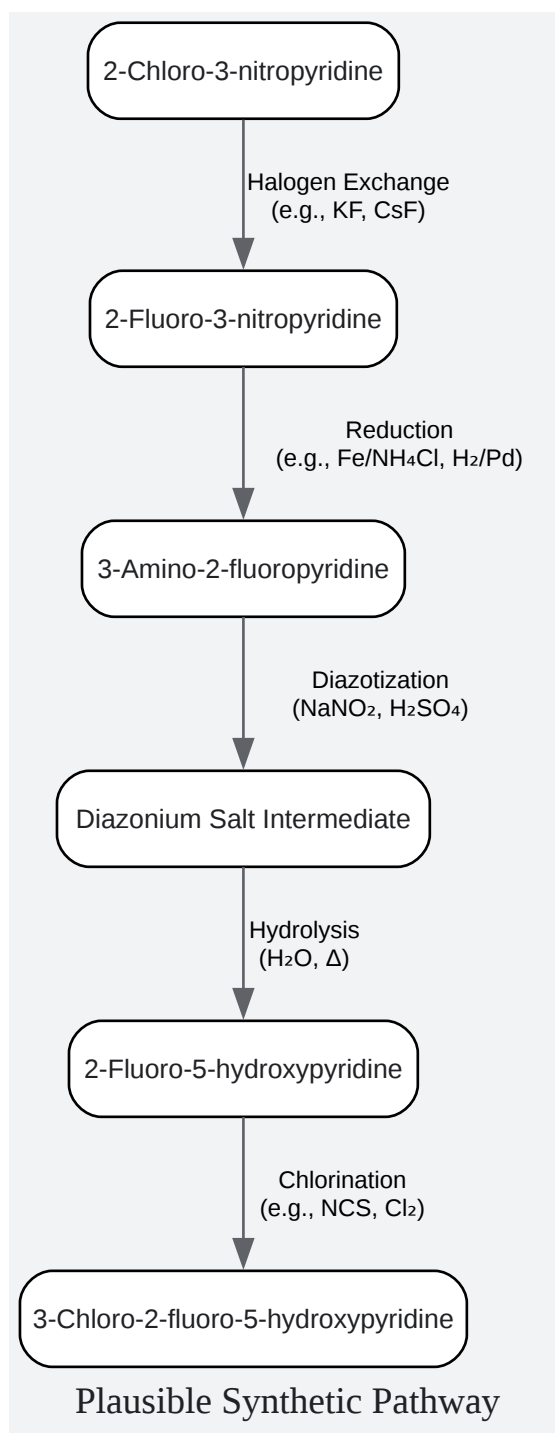 2-Chloro-3-nitropyridine
Halogen Exchange
(e.g., KF, CsF)
2-Fluoro-3-nitropyridine
Reduction
(e.g., Fe/NH₄Cl, H₂/Pd)
3-Amino-2-fluoropyridine
Diazotization
(NaNO₂, H₂SO₄)
Diazonium Salt Intermediate
Hydrolysis
(H₂O, Δ)
2-Fluoro-5-hydroxypyridine
Chlorination
(e.g., NCS, Cl₂)
3-Chloro-2-fluoro-5-hydroxypyridine
Plausible Synthetic Pathway